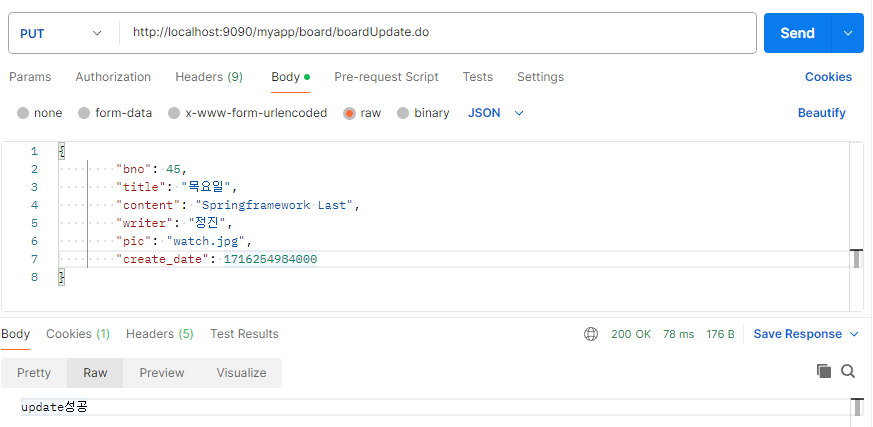 PUT http://localhost:9090/myapp/board/boardUpdate.do Send
Params Authorization Headers (9) Body Pre-request Script Tests Settings Cookies
none form-data x-www-form-urlencoded raw binary JSON Beautify
1 {
2 "bno": 45,
3 "title": "목요일",
4 "content": "Springframework Last",
5 "writer": "정진",
6 "pic": "watch.jpg",
7 "create_date": 1716254984000
8 }
Body Cookies (1) Headers (5) Test Results 200 OK 78 ms 176 B Save Response
Pretty Raw Preview Visualize
update성공